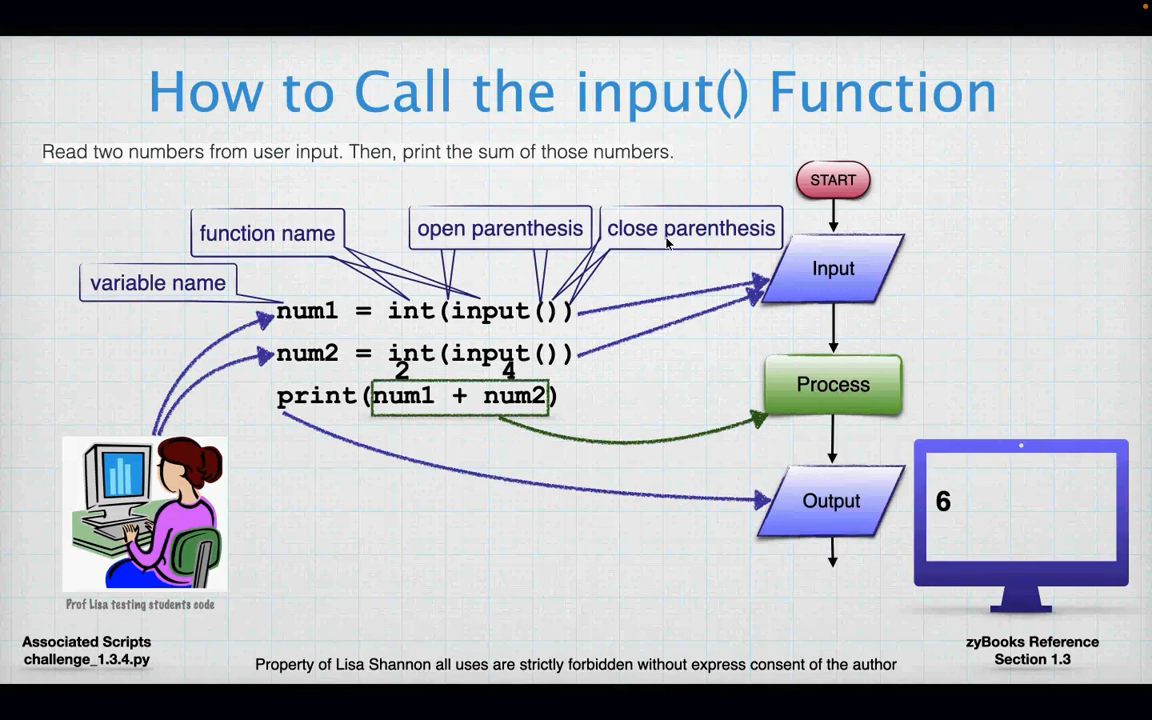 How to Call the input() Function
Read two numbers from user input. Then, print the sum of those numbers.
START
function name
open parenthesis
close parenthesis
variable name
Input
num1 = int(input())
num2 = int(input())
2 4
print(num1 + num2)
Process
Output
6
Prof Lisa testing students code
Associated Scripts
challenge_1.3.4.py
Property of Lisa Shannon all uses are strictly forbidden without express consent of the author
zyBooks Reference
Section 1.3